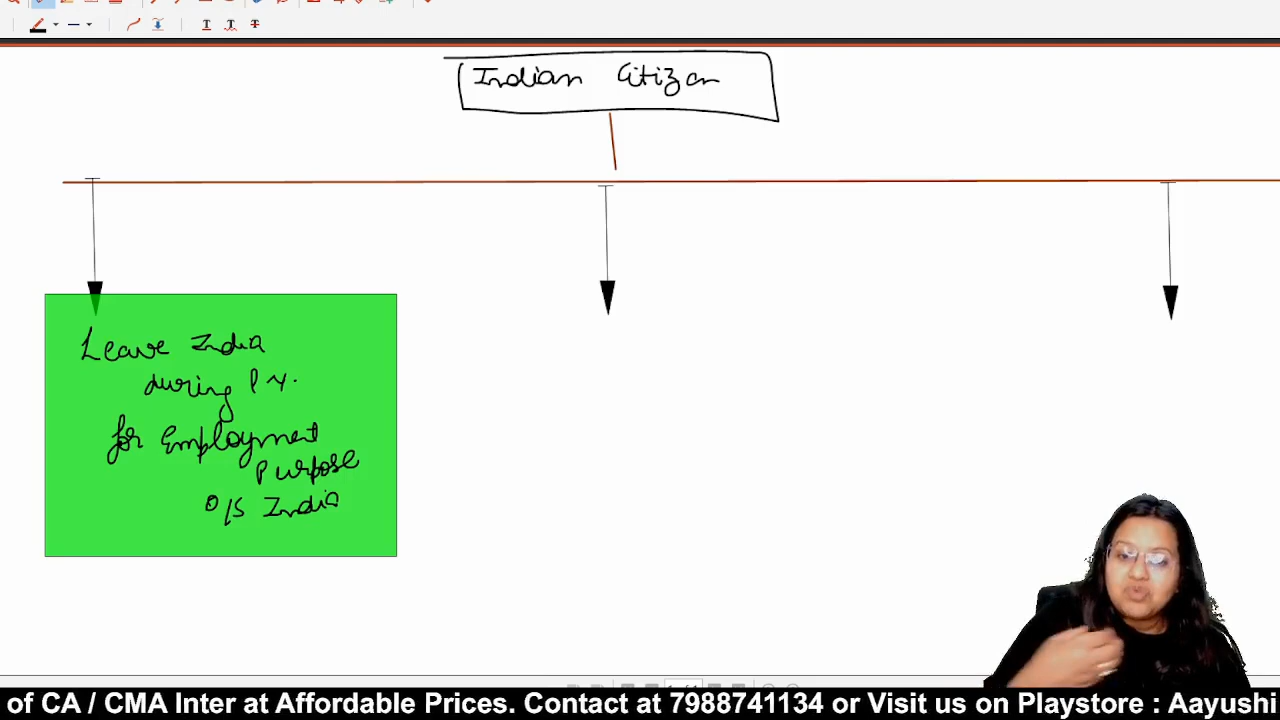 Indian Citizen
Leave India
during P.Y.
for Employment
Purpose
O/S India
of CA / CMA Inter at Affordable Prices. Contact at 7988741134 or Visit us on Playstore : Aayushi